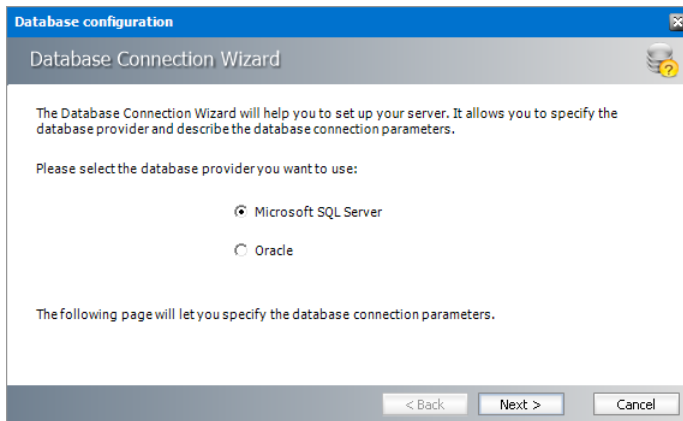 Database configuration
Database Connection Wizard
The Database Connection Wizard will help you to set up your server. It allows you to specify the
database provider and describe the database connection parameters.
Please select the database provider you want to use:
Microsoft SQL Server
Oracle
The following page will let you specify the database connection parameters.
< Back Next > Cancel